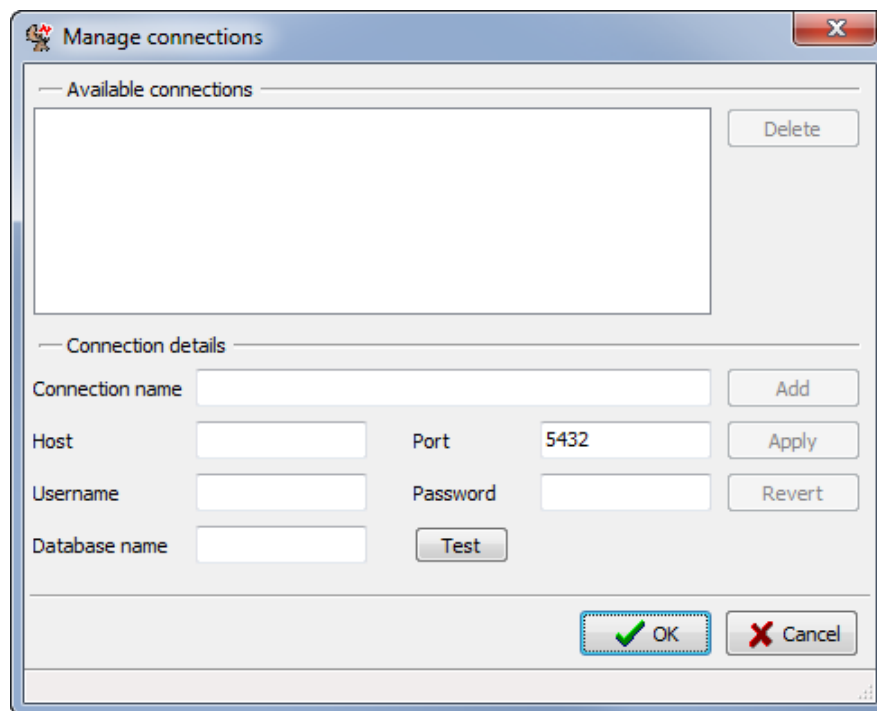 Manage connections
Available connections
Delete
Connection details
Connection name
Add
Host
Port
5432
Apply
Username
Password
Revert
Database name
Test
OK
Cancel